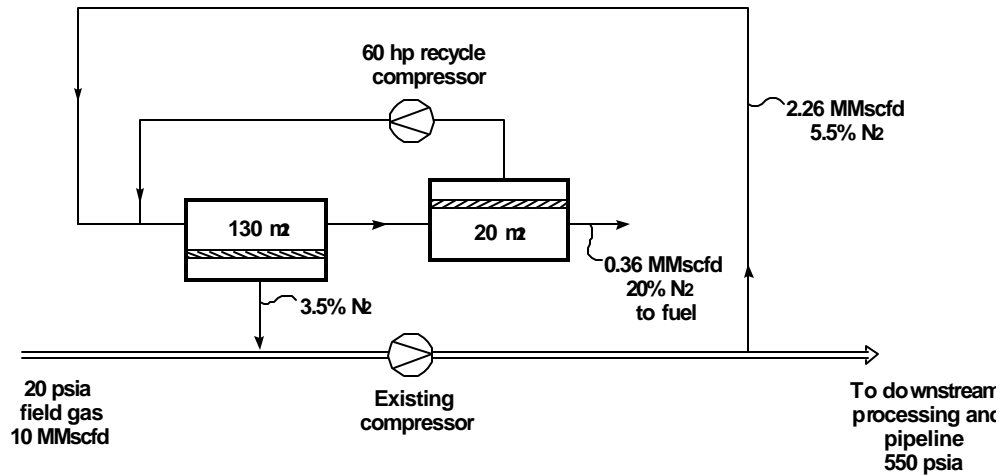 60 hp recycle
compressor
2.26 MMscfd
5.5% N2
130 m2
20 m2
0.36 MMscfd
20% N2
to fuel
3.5% N2
20 psia
field gas
10 MMscfd
Existing
compressor
To downstream
processing and
pipeline
550 psia